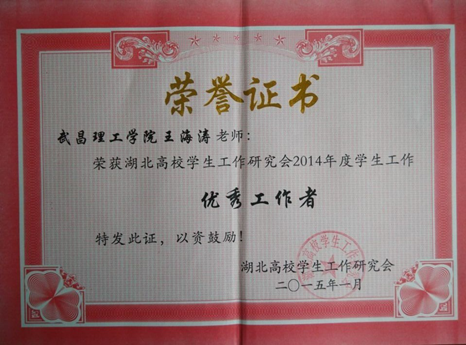 荣誉证书
武昌理工学院王海涛老师：
荣获湖北高校学生工作研究会2014年度学生工作
优秀工作者
特发此证，以资鼓励！
湖北高校学生工作研究会
二〇一五年一月